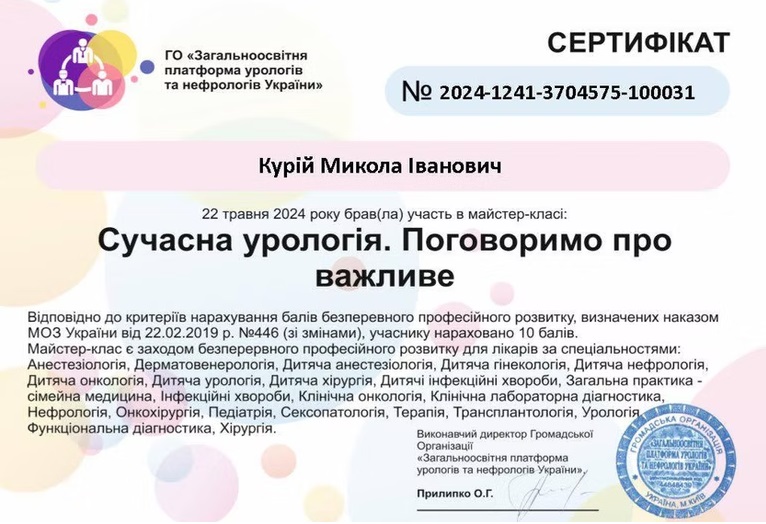 ГО «Загальноосвітня
платформа урологів
та нефрологів України»
СЕРТИФІКАТ
№ 2024-1241-3704575-100031
Курій Микола Іванович
22 травня 2024 року брав(ла) участь в майстер-класі:
Сучасна урологія. Поговоримо про
важливе
Відповідно до критеріїв нарахування балів безперевного професійного розвитку, визначених наказом
МОЗ України від 22.02.2019 р. №446 (зі змінами), учаснику нараховано 10 балів.
Майстер-клас є заходом безперервного професійного розвитку для лікарів за спеціальностями:
Анестезіологія, Дерматовенерологія, Дитяча анестезіологія, Дитяча гінекологія, Дитяча нефрологія,
Дитяча онкологія, Дитяча урологія, Дитяча хірургія, Дитячі інфекційні хвороби, Загальна практика -
сімейна медицина, Інфекційні хвороби, Клінічна онкологія, Клінічна лабораторна діагностика,
Нефрологія, Онкохірургія, Педіатрія, Сексопатологія, Терапія, Трансплантологія, Урологія,
Функціональна діагностика, Хірургія.
Виконавчий директор Громадської
Організації
«Загальноосвітня платформа
урологів та нефрологів України»,
Прилипко О.Г.
ГРОМАДСЬКА ОРГАНІЗАЦІЯ
«ЗАГАЛЬНООСВІТНЯ
ПЛАТФОРМА УРОЛОГІВ
ТА НЕФРОЛОГІВ УКРАЇНИ»
УКРАЇНА, М.КИЇВ